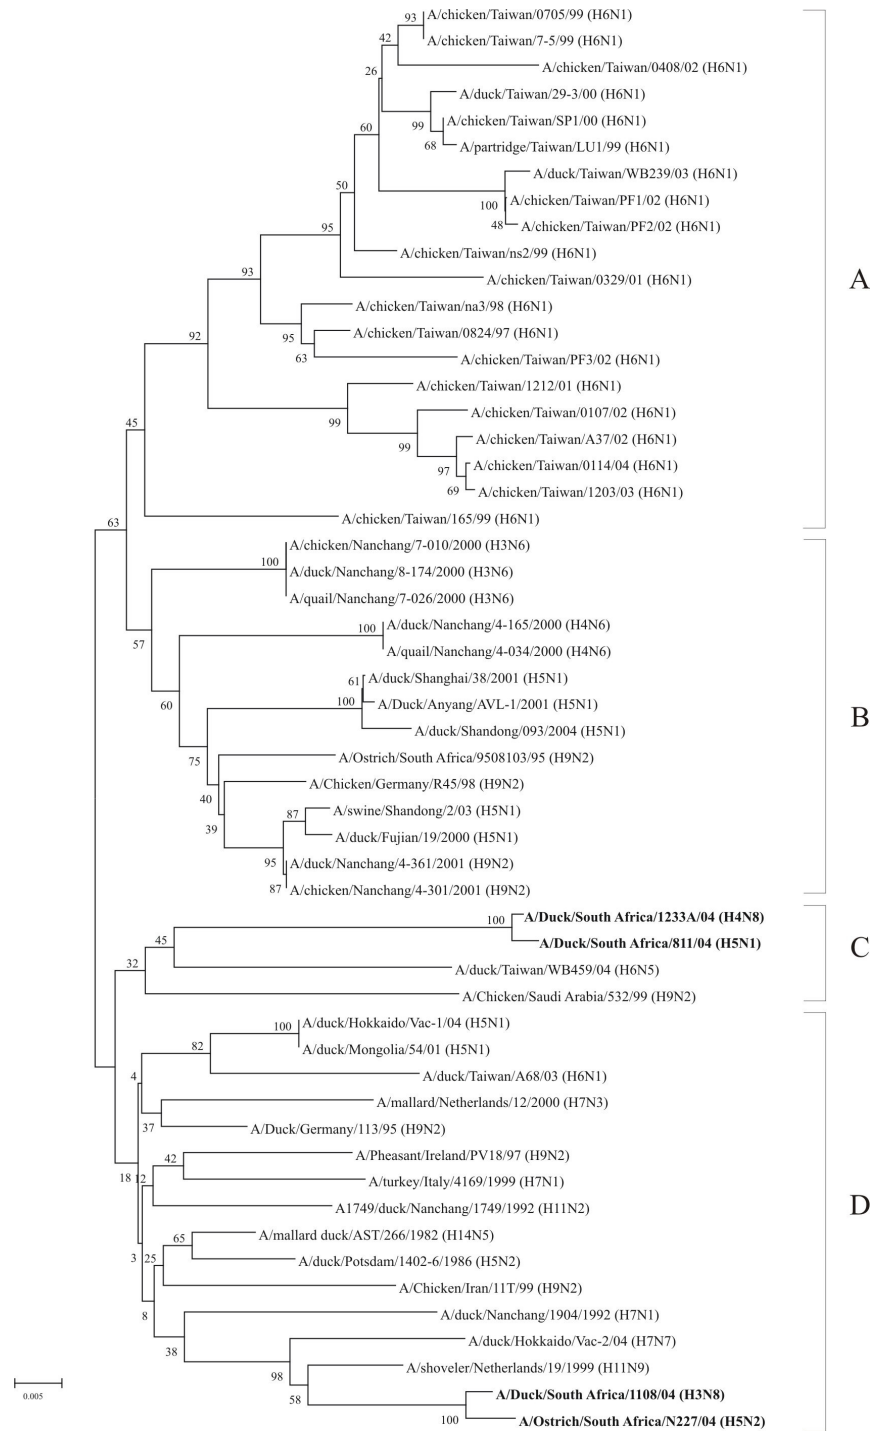 93
A/chicken/Taiwan/0705/99 (H6N1)
A/chicken/Taiwan/7-5/99 (H6N1)
42
A/chicken/Taiwan/0408/02 (H6N1)
26
A/duck/Taiwan/29-3/00 (H6N1)
A/chicken/Taiwan/SP1/00 (H6N1)
99
60
68
A/partridge/Taiwan/LU1/99 (H6N1)
A/duck/Taiwan/WB239/03 (H6N1)
50
100
A/chicken/Taiwan/PF1/02 (H6N1)
48
A/chicken/Taiwan/PF2/02 (H6N1)
95
A/chicken/Taiwan/ns2/99 (H6N1)
93
A/chicken/Taiwan/0329/01 (H6N1)
A
A/chicken/Taiwan/na3/98 (H6N1)
92
95
A/chicken/Taiwan/0824/97 (H6N1)
63
A/chicken/Taiwan/PF3/02 (H6N1)
A/chicken/Taiwan/1212/01 (H6N1)
45
99
A/chicken/Taiwan/0107/02 (H6N1)
99
A/chicken/Taiwan/A37/02 (H6N1)
97
A/chicken/Taiwan/0114/04 (H6N1)
69
A/chicken/Taiwan/1203/03 (H6N1)
63
A/chicken/Taiwan/165/99 (H6N1)
A/chicken/Nanchang/7-010/2000 (H3N6)
100
A/duck/Nanchang/8-174/2000 (H3N6)
A/quail/Nanchang/7-026/2000 (H3N6)
57
100
A/duck/Nanchang/4-165/2000 (H4N6)
A/quail/Nanchang/4-034/2000 (H4N6)
61
A/duck/Shanghai/38/2001 (H5N1)
60
100
A/Duck/Anyang/AVL-1/2001 (H5N1)
B
A/duck/Shandong/093/2004 (H5N1)
75
A/Ostrich/South Africa/9508103/95 (H9N2)
40
A/Chicken/Germany/R45/98 (H9N2)
39
87
A/swine/Shandong/2/03 (H5N1)
A/duck/Fujian/19/2000 (H5N1)
95
A/duck/Nanchang/4-361/2001 (H9N2)
87
A/chicken/Nanchang/4-301/2001 (H9N2)
100
A/Duck/South Africa/1233A/04 (H4N8)
45
A/Duck/South Africa/811/04 (H5N1)
C
32
A/duck/Taiwan/WB459/04 (H6N5)
A/Chicken/Saudi Arabia/532/99 (H9N2)
100
A/duck/Hokkaido/Vac-1/04 (H5N1)
82
A/duck/Mongolia/54/01 (H5N1)
4
A/duck/Taiwan/A68/03 (H6N1)
A/mallard/Netherlands/12/2000 (H7N3)
37
A/Duck/Germany/113/95 (H9N2)
42
A/Pheasant/Ireland/PV18/97 (H9N2)
18
12
A/turkey/Italy/4169/1999 (H7N1)
A1749/duck/Nanchang/1749/1992 (H11N2)
D
65
A/mallard duck/AST/266/1982 (H14N5)
3
25
A/duck/Potsdam/1402-6/1986 (H5N2)
A/Chicken/Iran/11T/99 (H9N2)
8
A/duck/Nanchang/1904/1992 (H7N1)
38
A/duck/Hokkaido/Vac-2/04 (H7N7)
98
A/shoveler/Netherlands/19/1999 (H11N9)
58
A/Duck/South Africa/1108/04 (H3N8)
100
A/Ostrich/South Africa/N227/04 (H5N2)
0.005